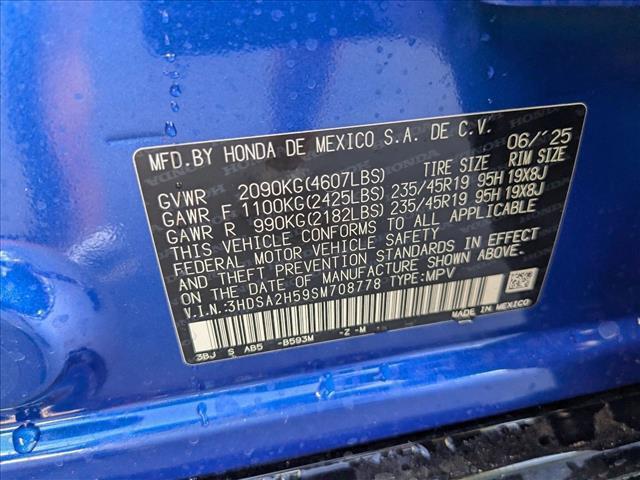 MFD.BY HONDA DE MEXICO S.A. DE C.V. 06/'25
TIRE SIZE RIM SIZE
GVWR 2090KG(4607LBS)
GAWR F 1100KG(2425LBS) 235/45R19 95H 19X8J
GAWR R 990KG(2182LBS) 235/45R19 95H 19X8J
THIS VEHICLE CONFORMS TO ALL APPLICABLE
FEDERAL MOTOR VEHICLE SAFETY
AND THEFT PREVENTION STANDARDS IN EFFECT
ON THE DATE OF MANUFACTURE SHOWN ABOVE.
V.I.N.:3HDSA2H59SM708778 TYPE:MPV
MADE IN MEXICO
3BJ S AB5 -B593M -Z-M